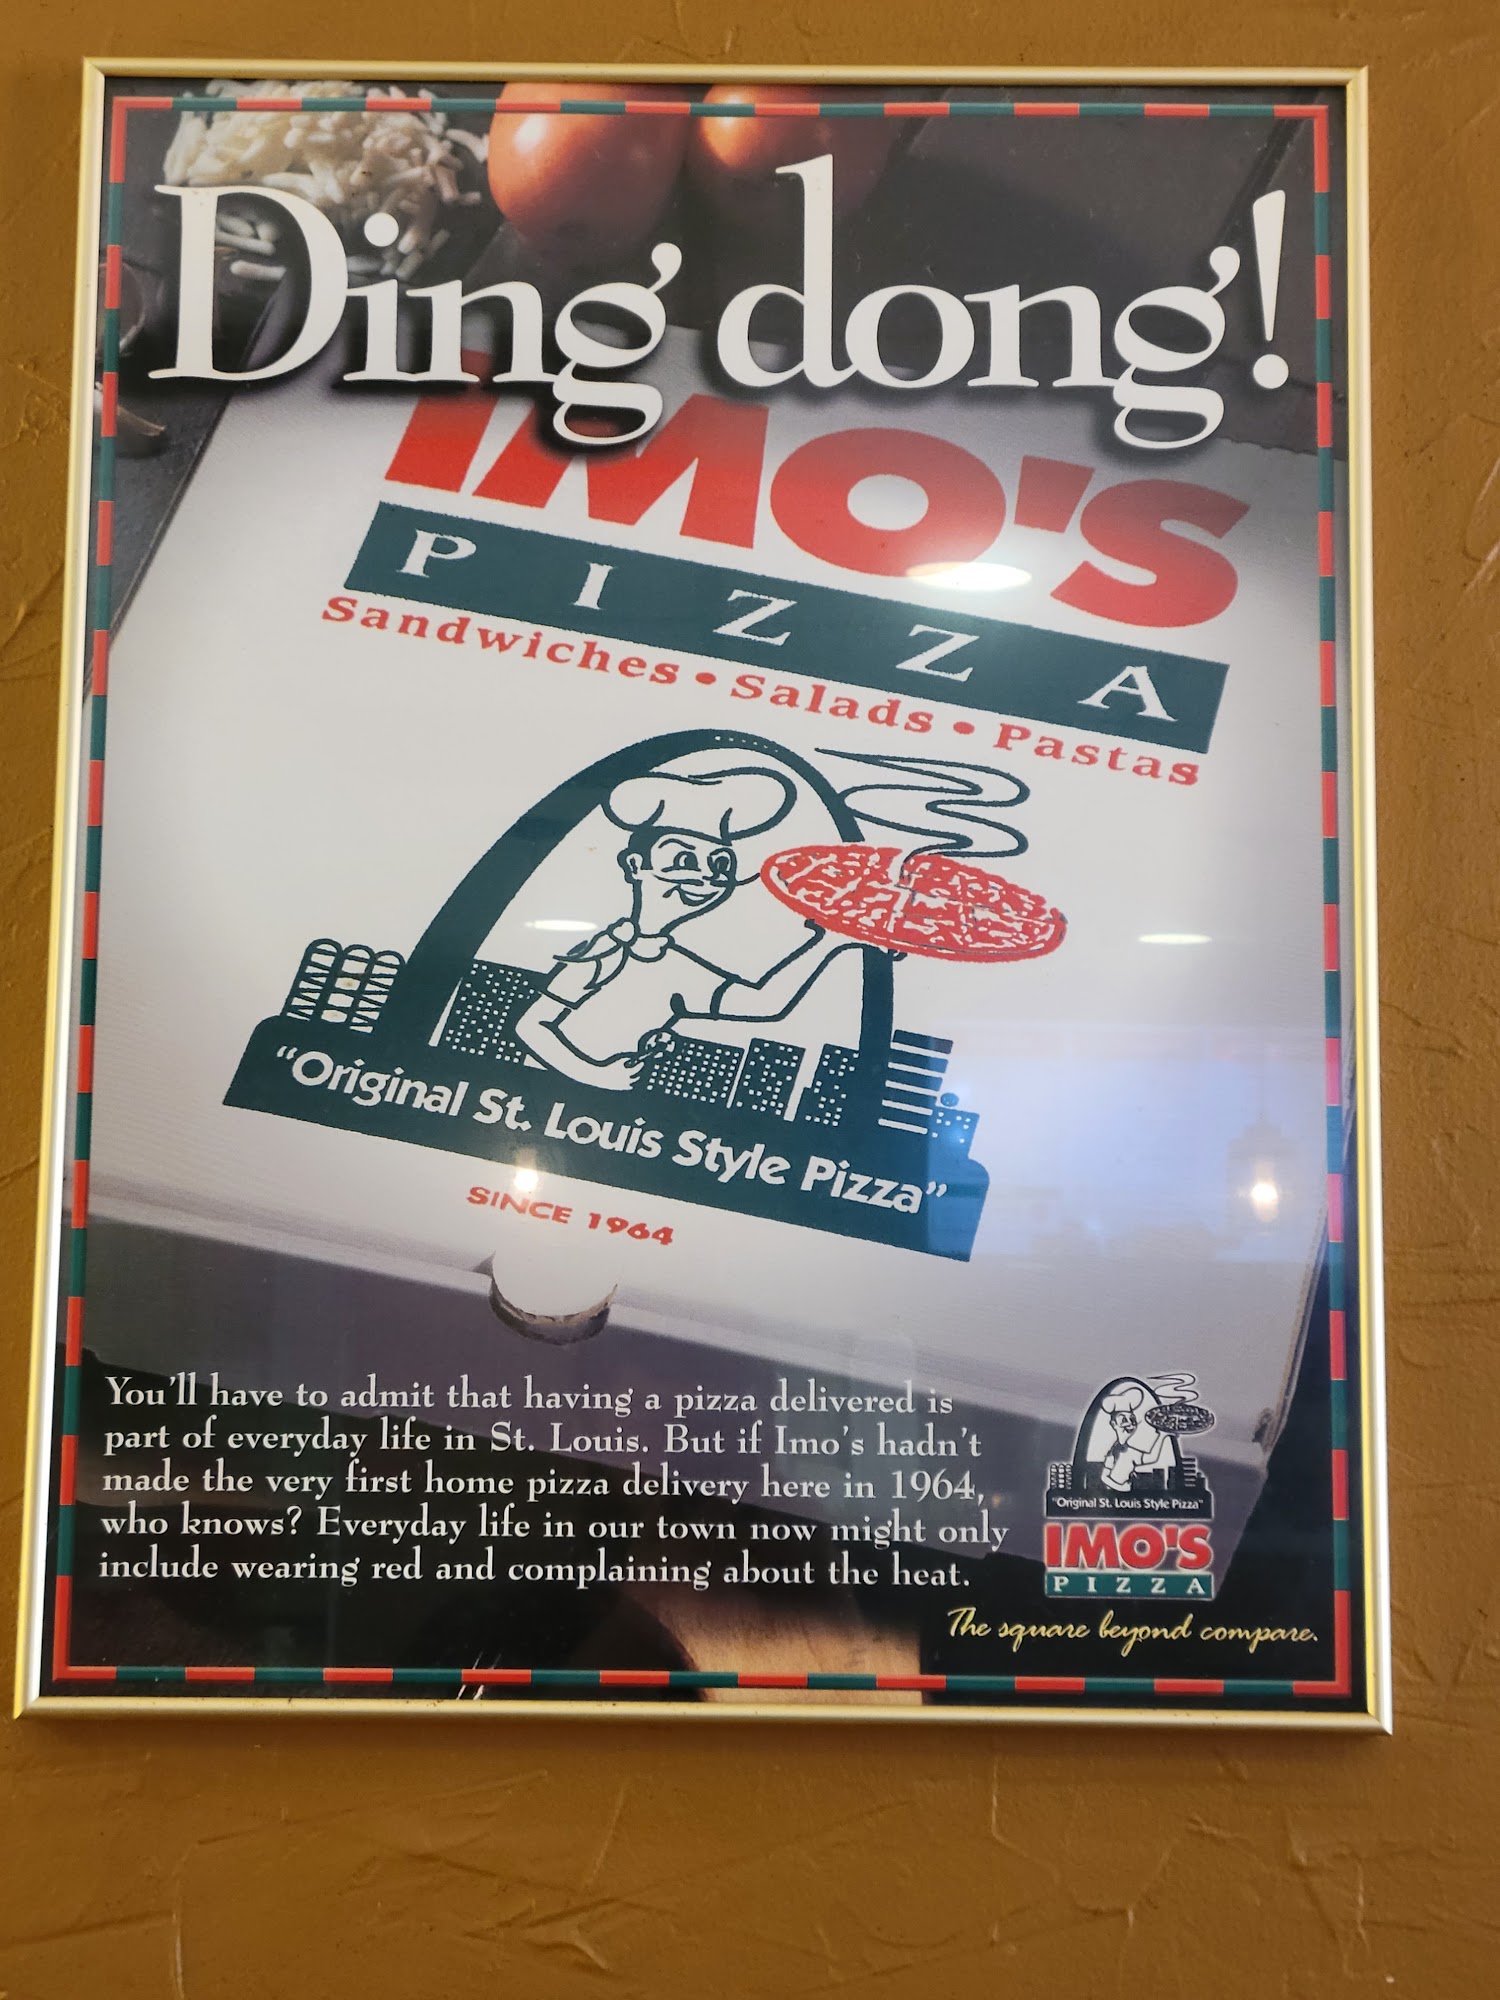 Ding dong!
IMO'S
PIZZA
Sandwiches • Salads • Pastas
"Original St. Louis Style Pizza"
SINCE 1964
You'll have to admit that having a pizza delivered is
part of everyday life in St. Louis. But if Imo's hadn't
made the very first home pizza delivery here in 1964,
who knows? Everyday life in our town now might only
include wearing red and complaining about the heat.
"Original St. Louis Style Pizza"
IMO'S
PIZZA
The square beyond compare.